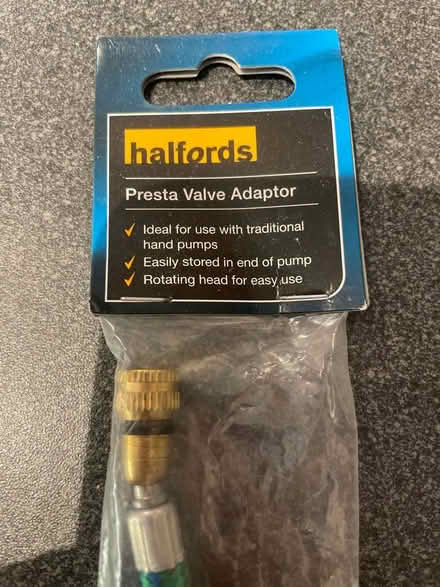 halfords
Presta Valve Adaptor
✓ Ideal for use with traditional
hand pumps
✓ Easily stored in end of pump
✓ Rotating head for easy use